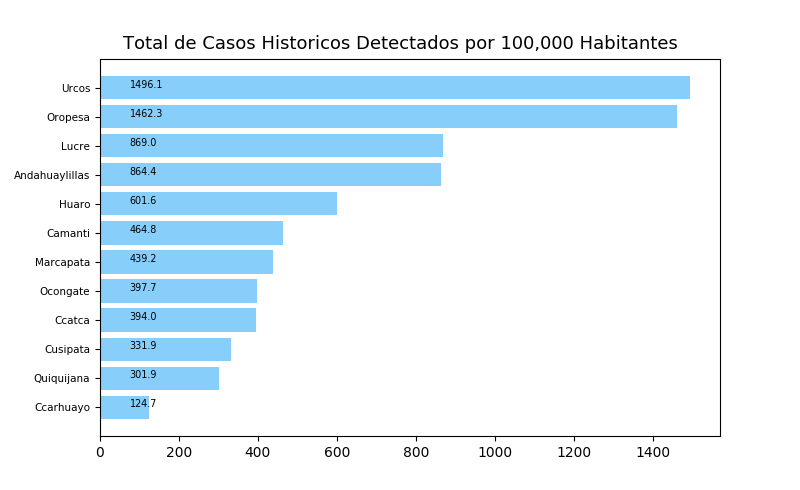 Total de Casos Historicos Detectados por 100,000 Habitantes
Urcos 1496.1
Oropesa 1462.3
Lucre 869.0
Andahuaylillas 864.4
Huaro 601.6
Camanti 464.8
Marcapata 439.2
Ocongate 397.7
Ccatca 394.0
Cusipata 331.9
Quiquijana 301.9
Ccarhuayo 124.7
0 200 400 600 800 1000 1200 1400